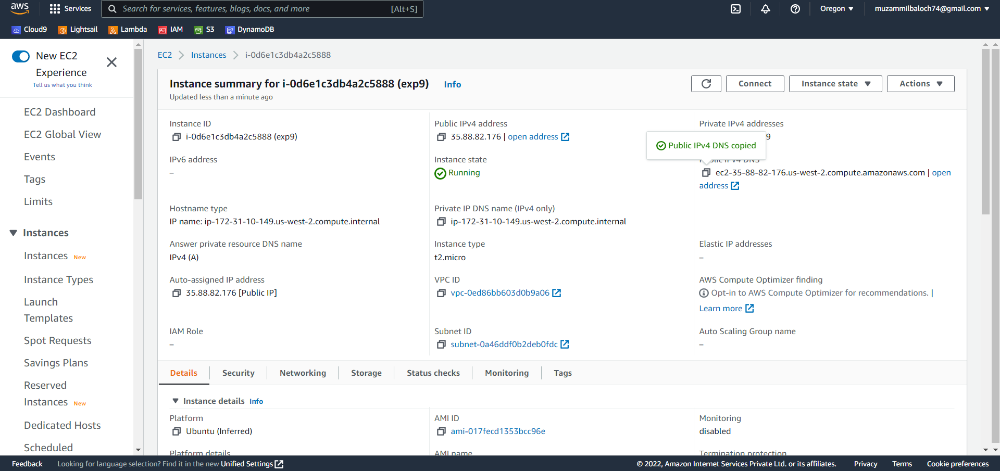 aws
Services
Search for services, features, blogs, docs, and more
[Alt+S]
Oregon ▼
muzammilbaloch74@gmail.com ▼
Cloud9
Lightsail
Lambda
IAM
S3
DynamoDB
New EC2
Experience
Tell us what you think
EC2 Dashboard
EC2 Global View
Events
Tags
Limits
Instances
Instances New
Instance Types
Launch
Templates
Spot Requests
Savings Plans
Reserved
Instances New
Dedicated Hosts
Scheduled
EC2 > Instances > i-0d6e1c3db4a2c5888
Instance summary for i-0d6e1c3db4a2c5888 (exp9) Info
Updated less than a minute ago
Connect
Instance state ▼
Actions ▼
Instance ID
i-0d6e1c3db4a2c5888 (exp9)
Public IPv4 address
35.88.82.176 | open address
Private IPv4 addresses
9
Public IPv4 DNS copied
IPv6 address
–
Instance state
Running
Public IPv4 DNS
ec2-35-88-82-176.us-west-2.compute.amazonaws.com | open
address
Hostname type
IP name: ip-172-31-10-149.us-west-2.compute.internal
Private IP DNS name (IPv4 only)
ip-172-31-10-149.us-west-2.compute.internal
Answer private resource DNS name
IPv4 (A)
Instance type
t2.micro
Elastic IP addresses
–
Auto-assigned IP address
35.88.82.176 [Public IP]
VPC ID
vpc-0ed86bb603d0b9a06
AWS Compute Optimizer finding
Opt-in to AWS Compute Optimizer for recommendations. |
Learn more
IAM Role
–
Subnet ID
subnet-0a46ddf0b2deb0fdc
Auto Scaling Group name
–
Details
Security
Networking
Storage
Status checks
Monitoring
Tags
Instance details Info
Platform
Ubuntu (Inferred)
AMI ID
ami-017fecd1353bcc96e
Monitoring
disabled
Platform details
AMI name
Termination protection
Feedback
Looking for language selection? Find it in the new Unified Settings
© 2022, Amazon Internet Services Private Ltd. or its affiliates.
Privacy
Terms
Cookie preferences